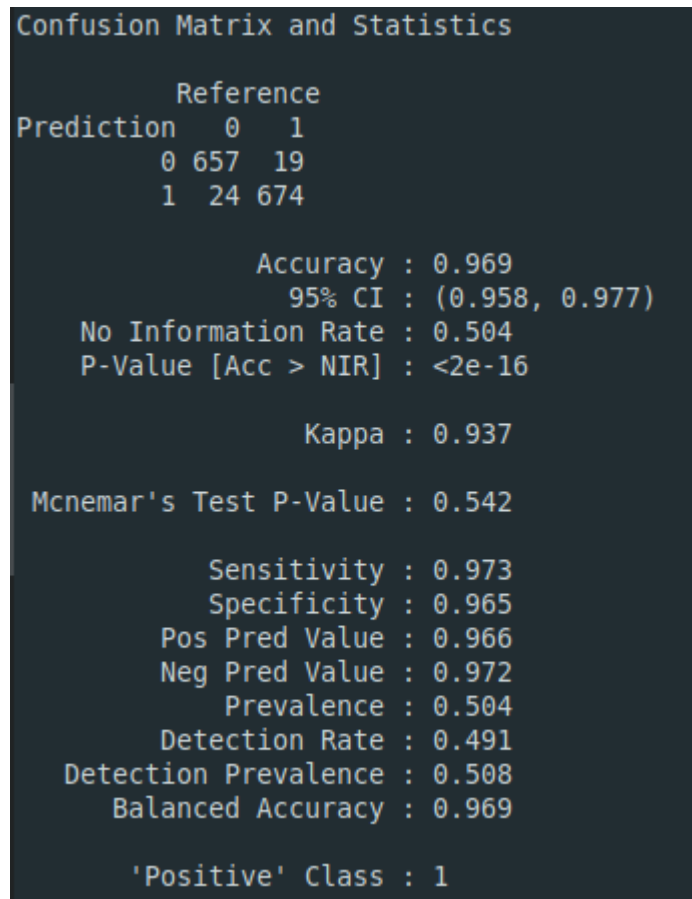 Confusion Matrix and Statistics
Reference
Prediction 0 1
0 657 19
1 24 674
Accuracy : 0.969
95% CI : (0.958, 0.977)
No Information Rate : 0.504
P-Value [Acc > NIR] : <2e-16
Kappa : 0.937
Mcnemar's Test P-Value : 0.542
Sensitivity : 0.973
Specificity : 0.965
Pos Pred Value : 0.966
Neg Pred Value : 0.972
Prevalence : 0.504
Detection Rate : 0.491
Detection Prevalence : 0.508
Balanced Accuracy : 0.969
'Positive' Class : 1